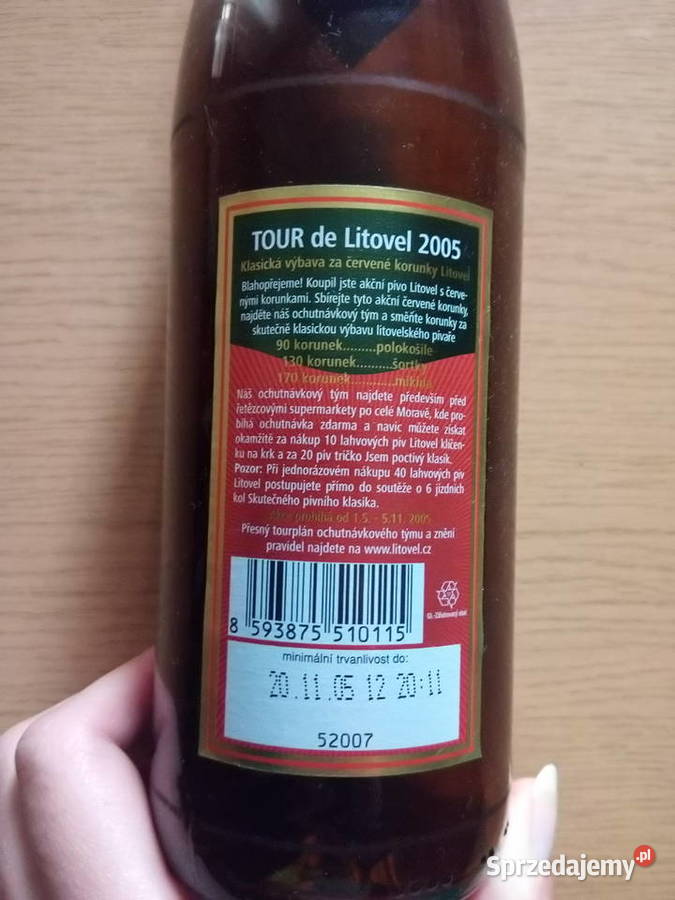 TOUR de Litovel 2005
Klasická výbava za červené korunky Litovel
Blahopřejeme! Koupil jste akční pivo Litovel s červe-
nými korunkami. Sbírejte tyto akční červené korunky,
najděte náš ochutnávkový tým a směňte korunky za
skutečně klasickou výbavu litovelského pivaře
90 korunek.........polokošile
130 korunek..........šortky
170 korunek...........mikina
Náš ochutnávkový tým najdete především před
řetězcovými supermarkety po celé Moravě, kde pro-
bíhá ochutnávka zdarma a navíc můžete získat
okamžitě za nákup 10 lahvových piv Litovel klíčen-
ku na krk a za 20 piv tričko Jsem poctivý klasik.
Pozor: Při jednorázovém nákupu 40 lahvových piv
Litovel postupujete přímo do soutěže o 6 jízdních
kol Skutečného pivního klasika.
Akce probíhá od 1.5. - 5.11. 2005
Přesný tourplán ochutnávkového týmu a znění
pravidel najdete na www.litovel.cz
8 593875 510115
minimální trvanlivost do:
20.11.05 12 20:11
52007
Sprzedajemy.pl